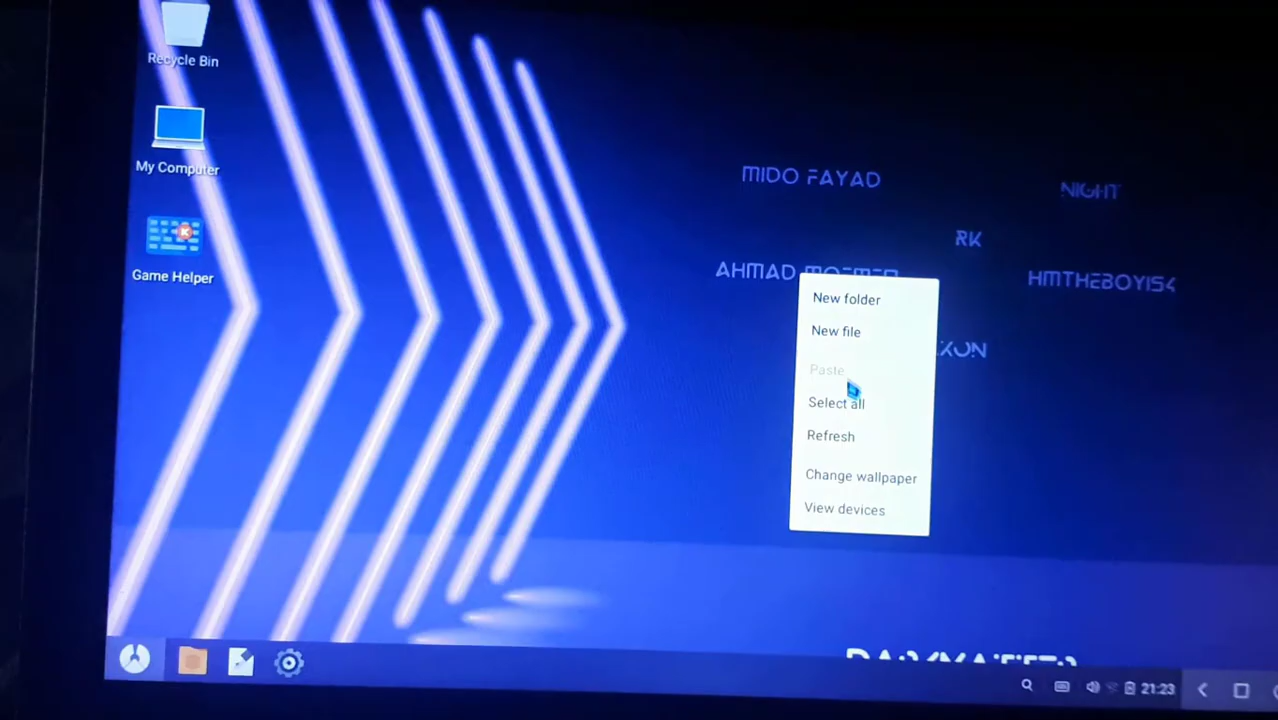 Recycle Bin
My Computer
Game Helper
MIDO FAYAD
NIGHT
RK
AHMAD
HMTHEBOY154
New folder
New file
Paste
Select all
Refresh
Change wallpaper
View devices
21:23